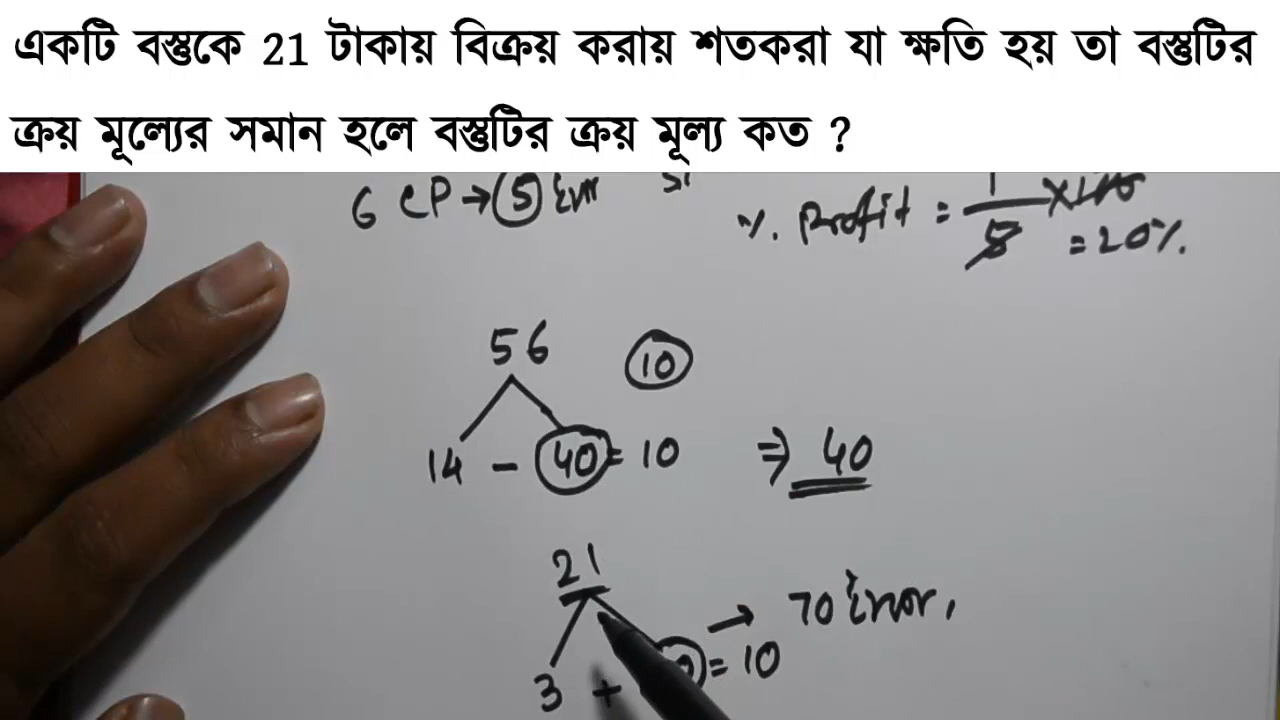 একটি বস্তুকে 21 টাকায় বিক্রয় করায় শতকরা যা ক্ষতি হয় তা বস্তুটির
ক্রয় মূল্যের সমান হলে বস্তুটির ক্রয় মূল্য কত ?
6 CP → 5
%. Profit = 1/5 × 100
= 20%.
56
10
14 - 40 = 10 ⇒ 40
21
→ 70
3 + = 10